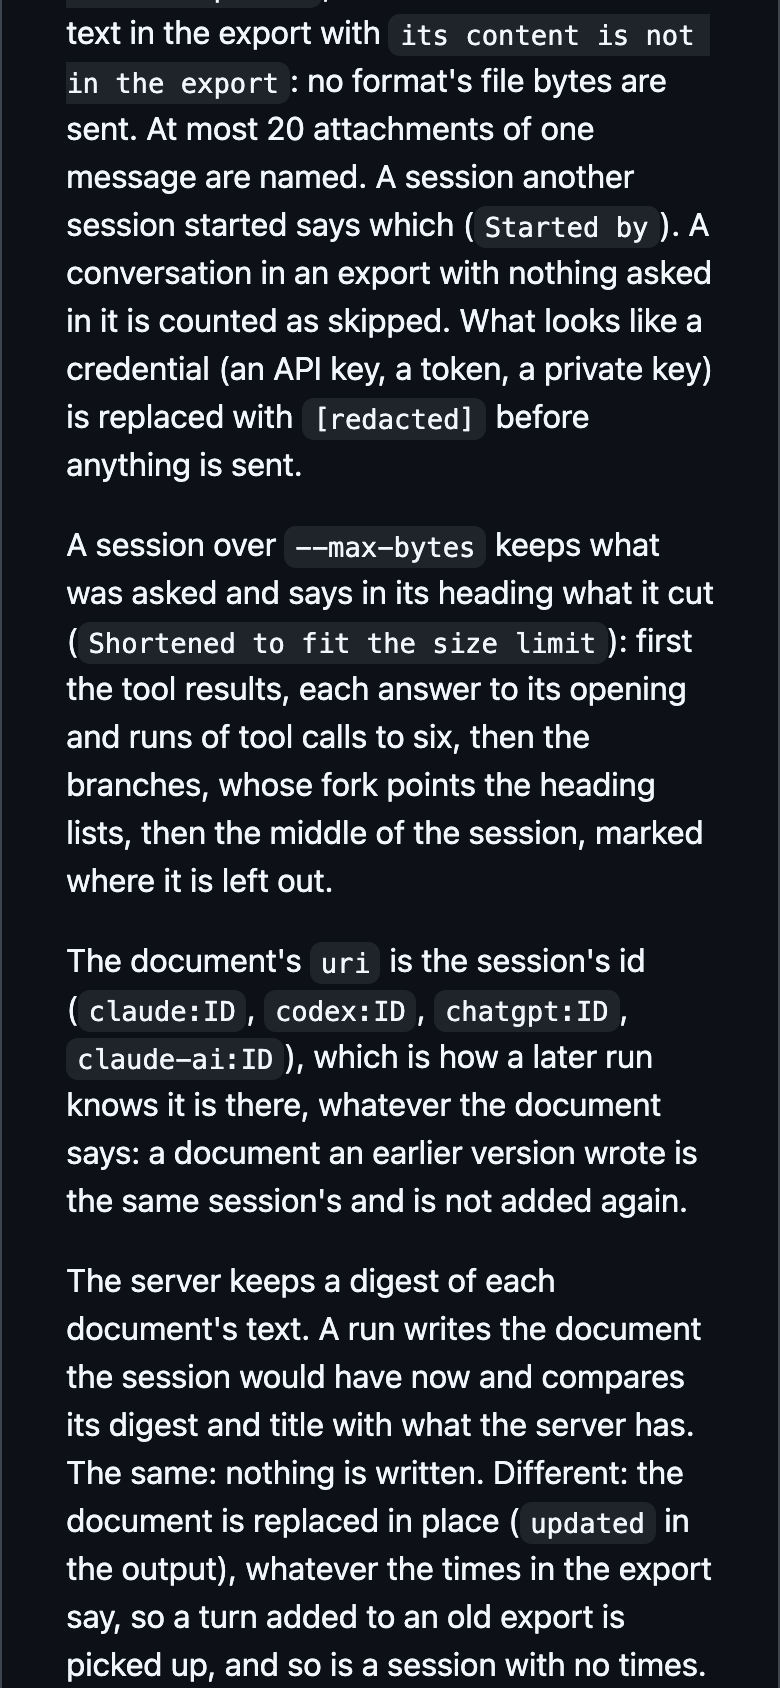 text in the export with its content is not
in the export: no format's file bytes are
sent. At most 20 attachments of one
message are named. A session another
session started says which (Started by). A
conversation in an export with nothing asked
in it is counted as skipped. What looks like a
credential (an API key, a token, a private key)
is replaced with [redacted] before
anything is sent.
A session over --max-bytes keeps what
was asked and says in its heading what it cut
(Shortened to fit the size limit): first
the tool results, each answer to its opening
and runs of tool calls to six, then the
branches, whose fork points the heading
lists, then the middle of the session, marked
where it is left out.
The document's uri is the session's id
(claude:ID, codex:ID, chatgpt:ID,
claude-ai:ID), which is how a later run
knows it is there, whatever the document
says: a document an earlier version wrote is
the same session's and is not added again.
The server keeps a digest of each
document's text. A run writes the document
the session would have now and compares
its digest and title with what the server has.
The same: nothing is written. Different: the
document is replaced in place (updated in
the output), whatever the times in the export
say, so a turn added to an old export is
picked up, and so is a session with no times.